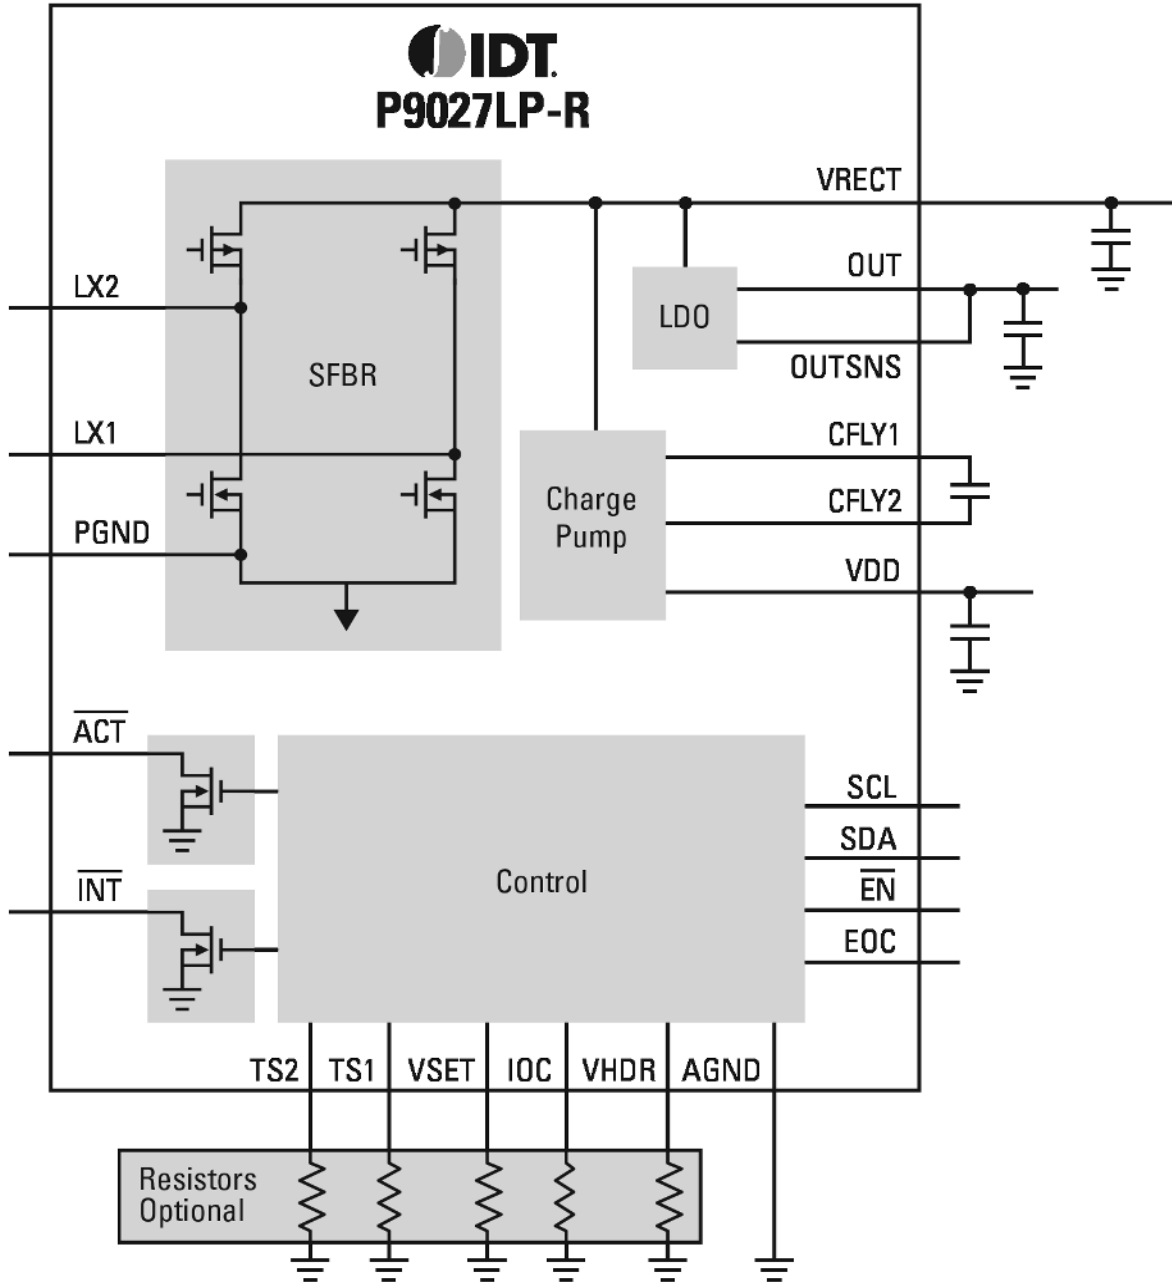 IDT.
P9027LP-R
VRECT
OUT
LX2
LDO
OUTSNS
SFBR
LX1
CFLY1
Charge
Pump
CFLY2
PGND
VDD
ACT
SCL
SDA
Control
INT
EN
EOC
TS2 TS1 VSET IOC VHDR AGND
Resistors
Optional